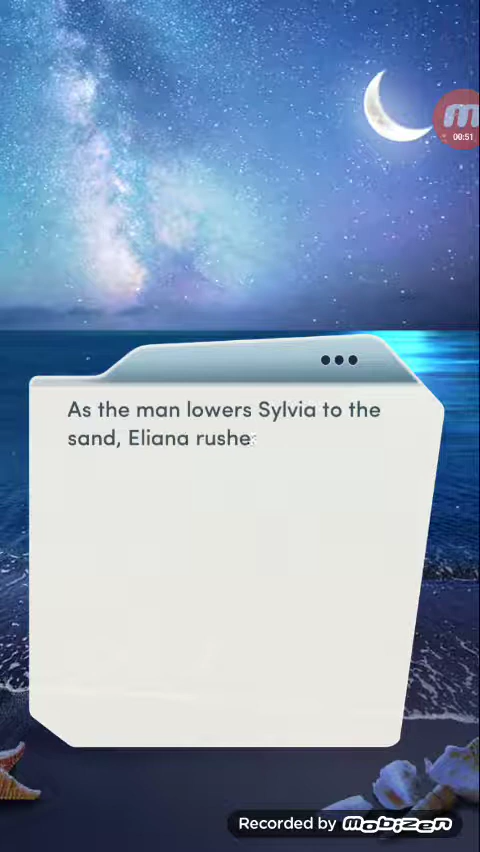 00:51
As the man lowers Sylvia to the
sand, Eliana rushe
Recorded by mobizen